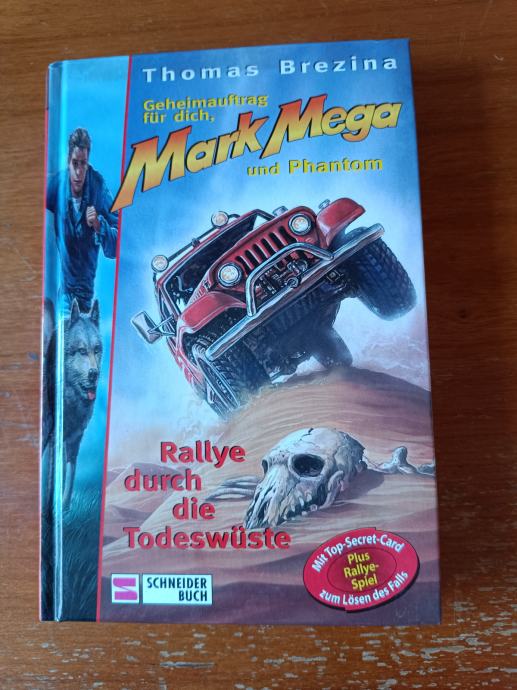 Thomas Brezina
Geheimauftrag
für dich,
Mark Mega
und Phantom
Rallye
durch
die
Todeswüste
Mit Top-Secret-Card
Plus
Rallye-
Spiel
zum Lösen des Falls
SCHNEIDER
BUCH